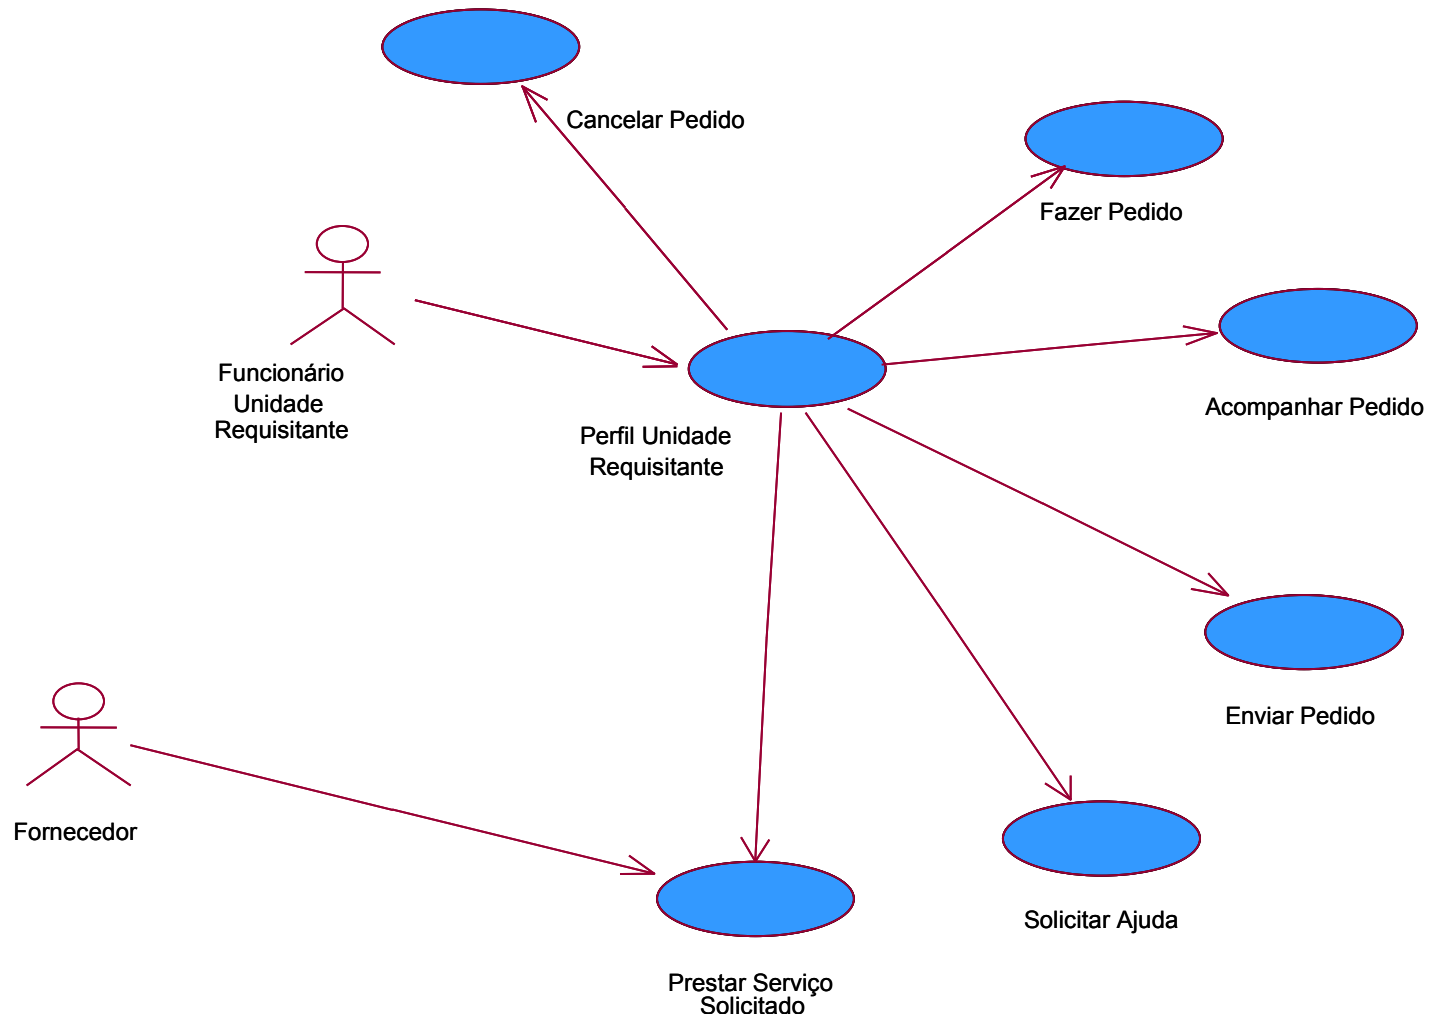 Cancelar Pedido
Fazer Pedido
Funcionário
Unidade
Requisitante
Acompanhar Pedido
Perfil Unidade
Requisitante
Enviar Pedido
Fornecedor
Solicitar Ajuda
Prestar Serviço
Solicitado